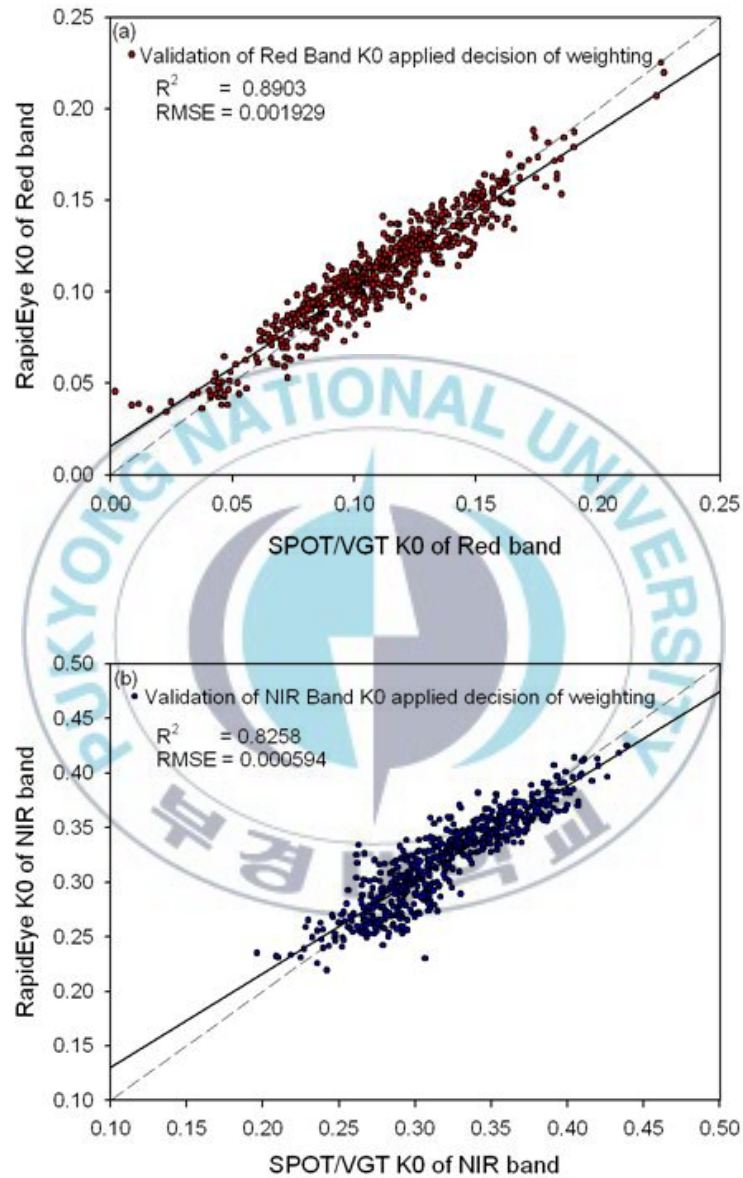 (a)
Validation of Red Band K0 applied decision of weighting
R² = 0.8903
RMSE = 0.001929
RapidEye K0 of Red band
0.25
0.20
0.15
0.10
0.05
0.00
0.00 0.05 0.10 0.15 0.20 0.25
SPOT/VGT K0 of Red band
PUKYONG NATIONAL UNIVERSITY
(b)
Validation of NIR Band K0 applied decision of weighting
R² = 0.8258
RMSE = 0.000594
RapidEye K0 of NIR band
0.50
0.45
0.40
0.35
0.30
0.25
0.20
0.15
0.10
0.10 0.15 0.20 0.25 0.30 0.35 0.40 0.45 0.50
SPOT/VGT K0 of NIR band
부경대학교